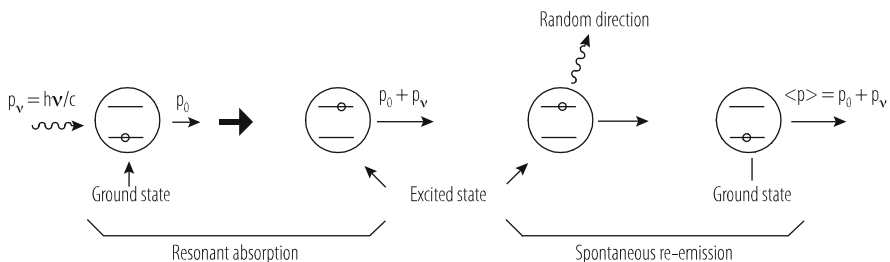 Random direction
p_ν = hν/c
p_0
p_0 + p_ν
<p> = p_0 + p_ν
Ground state
Excited state
Ground state
Resonant absorption
Spontaneous re-emission